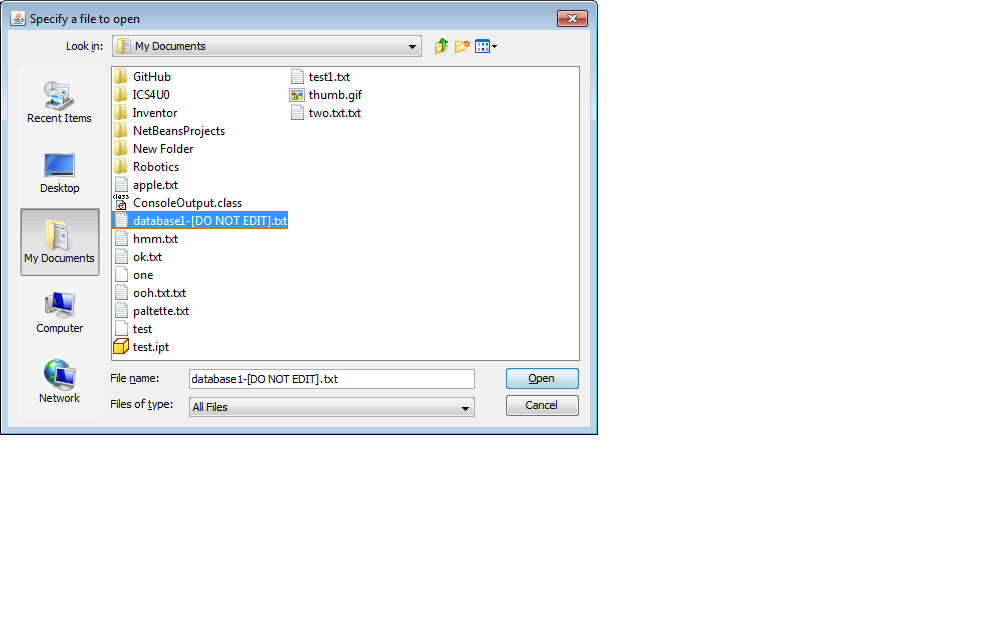 Specify a file to open
Look in: My Documents
Recent Items
Desktop
My Documents
Computer
Network
GitHub
ICS4U0
Inventor
NetBeansProjects
New Folder
Robotics
apple.txt
class
ConsoleOutput.class
database1-[DO NOT EDIT].txt
hmm.txt
ok.txt
one
ooh.txt.txt
paltette.txt
test
test.ipt
test1.txt
thumb.gif
two.txt.txt
File name: database1-[DO NOT EDIT].txt
Open
Files of type: All Files
Cancel